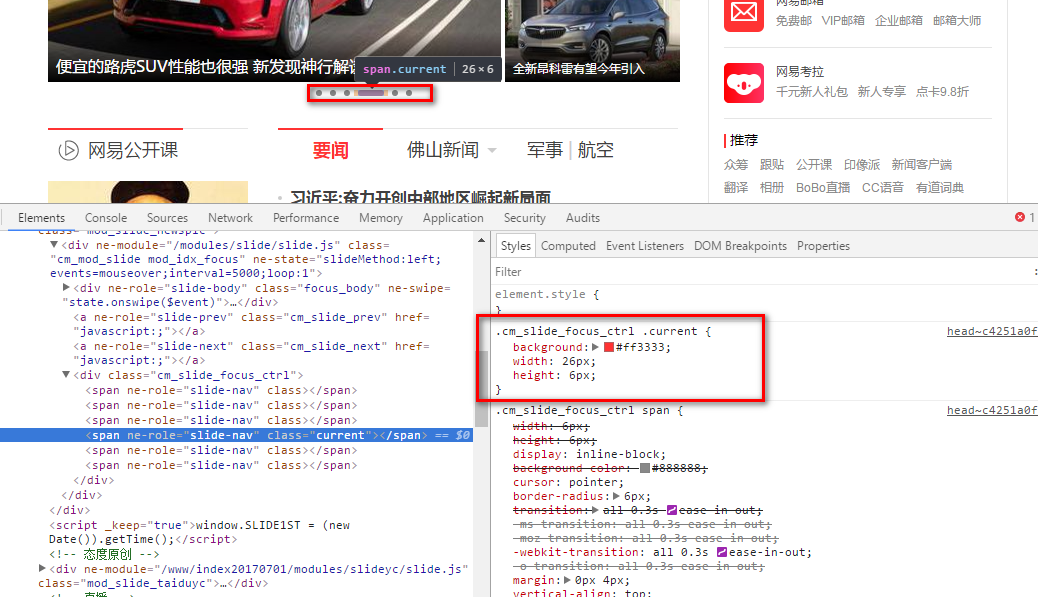 网易邮箱
免费邮 VIP邮箱 企业邮箱 邮箱大师
便宜的路虎SUV性能也很强 新发现神行解读
span.current 26×6
全新昂科雷有望今年引入
网易考拉
千元新人礼包 新人专享 点卡9.8折
推荐
众筹 跟贴 公开课 印像派 新闻客户端
翻译 相册 BoBo直播 CC语音 有道词典
网易公开课
要闻 佛山新闻 军事 航空
习近平:奋力开创中部地区崛起新局面
Elements Console Sources Network Performance Memory Application Security Audits 1
class="mod_slide_newspic">
<div ne-module="/modules/slide/slide.js" class=
"cm_mod_slide mod_idx_focus" ne-state="slideMethod:left;
events=mouseover;interval=5000;loop:1">
<div ne-role="slide-body" class="focus_body" ne-swipe=
"state.onswipe($event)">…</div>
<a ne-role="slide-prev" class="cm_slide_prev" href=
"javascript:;"></a>
<a ne-role="slide-next" class="cm_slide_next" href=
"javascript:;"></a>
<div class="cm_slide_focus_ctrl">
<span ne-role="slide-nav" class></span>
<span ne-role="slide-nav" class></span>
<span ne-role="slide-nav" class></span>
<span ne-role="slide-nav" class="current"></span> == $0
<span ne-role="slide-nav" class></span>
<span ne-role="slide-nav" class></span>
</div>
</div>
</div>
<script _keep="true">window.SLIDE1ST = (new
Date()).getTime();</script>
<!-- 态度原创 -->
<div ne-module="/www/index20170701/modules/slideyc/slide.js"
class="mod_slide_taiduyc">…</div>
<!-- 直播 -->
Styles Computed Event Listeners DOM Breakpoints Properties
Filter :
element.style {
}
.cm_slide_focus_ctrl .current { head~c4251a0f
background: #ff3333;
width: 26px;
height: 6px;
}
.cm_slide_focus_ctrl span { head~c4251a0f
width: 6px;
height: 6px;
display: inline-block;
background-color: #888888;
cursor: pointer;
border-radius: 6px;
transition: all 0.3s ease-in-out;
-ms-transition: all 0.3s ease-in-out;
-moz-transition: all 0.3s ease-in-out;
-webkit-transition: all 0.3s ease-in-out;
-o-transition: all 0.3s ease-in-out;
margin: 0px 4px;
vertical-align: top;